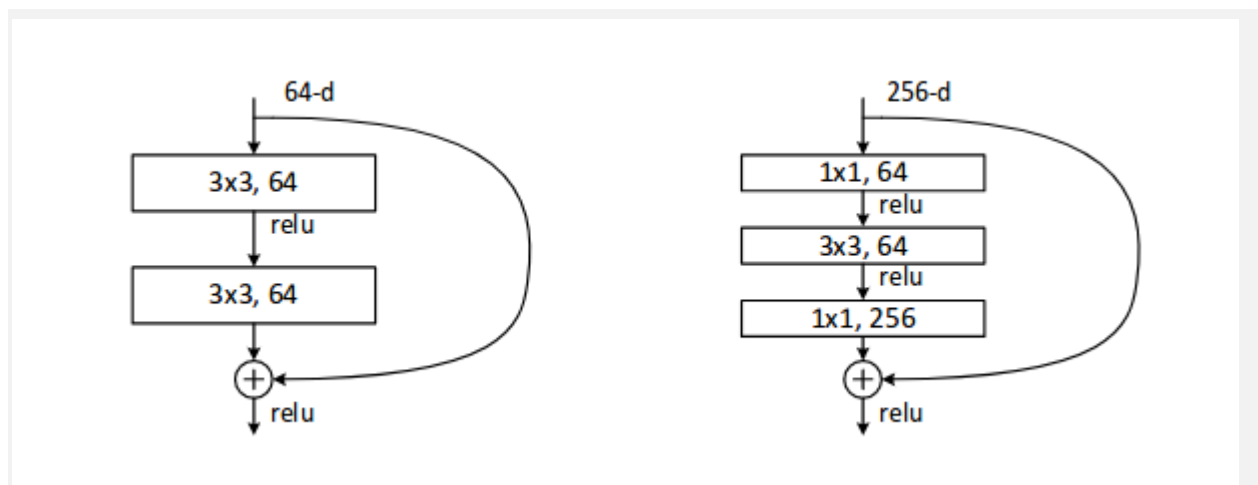 64-d
3x3, 64
relu
3x3, 64
+
relu
256-d
1x1, 64
relu
3x3, 64
relu
1x1, 256
+
relu